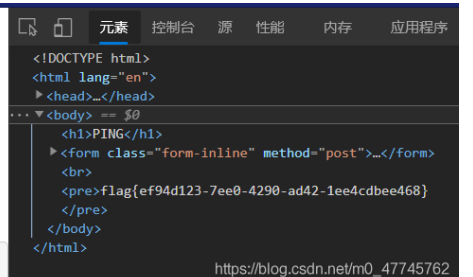 元素 控制台 源 性能 内存 应用程序
<!DOCTYPE html>
<html lang="en">
<head>…</head>
<body> == $0
<h1>PING</h1>
<form class="form-inline" method="post">…</form>
<br>
<pre>flag{ef94d123-7ee0-4290-ad42-1ee4cdbee468}
</pre>
</body>
</html>
https://blog.csdn.net/m0_47745762